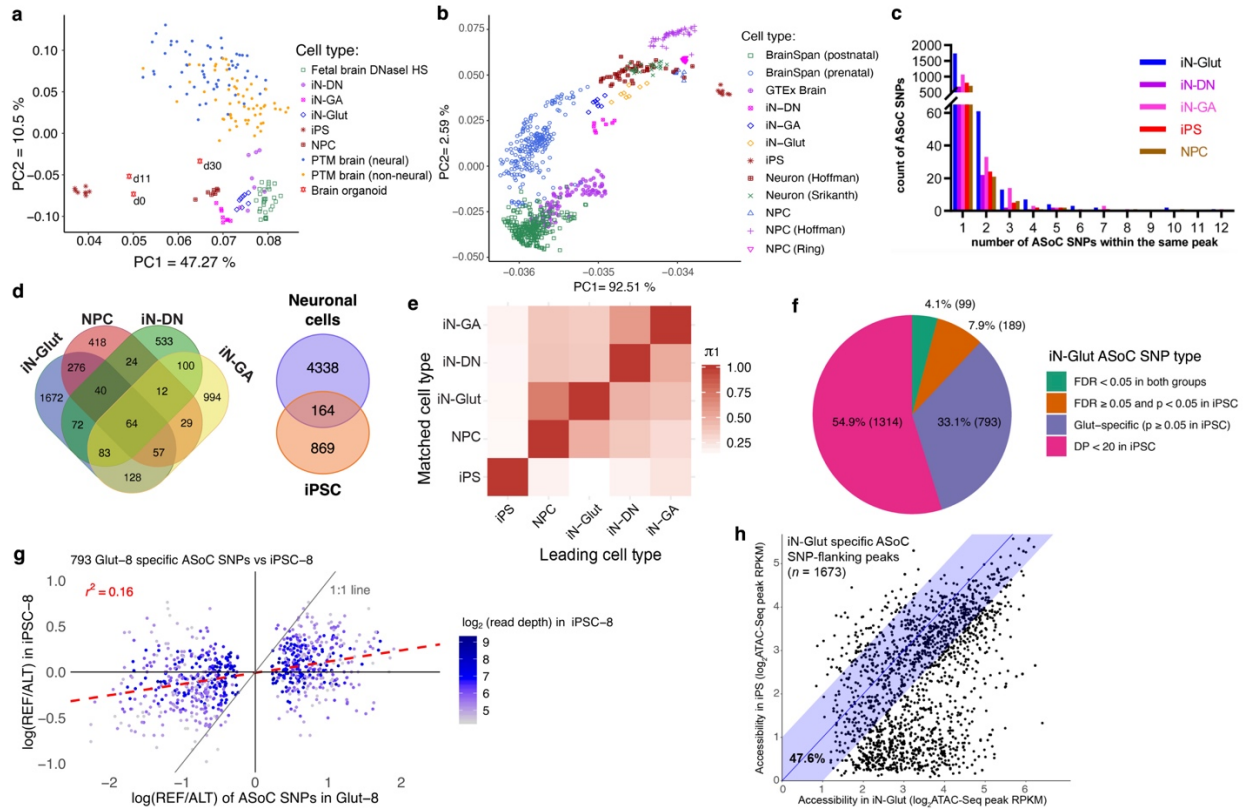 a
PC2 = 10.5 %
0.10
0.05
0.00
−0.05
−0.10
0.04
0.05
0.06
0.07
0.08
PC1 = 47.27 %
d30
d11
d0
Cell type:
Fetal brain DNaseI HS
iN-DN
iN-GA
iN-Glut
iPS
NPC
PTM brain (neural)
PTM brain (non-neural)
Brain organoid
b
PC2= 2.59 %
0.075
0.050
0.025
0.000
−0.025
−0.050
−0.036
−0.035
−0.034
PC1= 92.51 %
Cell type:
BrainSpan (postnatal)
BrainSpan (prenatal)
GTEx Brain
iN−DN
iN−GA
iN−Glut
iPS
Neuron (Hoffman)
Neuron (Srikanth)
NPC
NPC (Hoffman)
NPC (Ring)
c
count of ASoC SNPs
2000
1500
1000
500
60
40
20
0
1 2 3 4 5 6 7 8 9 10 11 12
number of ASoC SNPs within the same peak
iN-Glut
iN-DN
iN-GA
iPS
NPC
d
iN-Glut
NPC
iN-DN
iN-GA
418
533
276
24
100
1672
40
12
994
72
64
29
83
57
128
Neuronal
cells
4338
164
869
iPSC
e
Matched cell type
iN-GA
iN-DN
iN-Glut
NPC
iPS
iPS
NPC
iN-Glut
iN-DN
iN-GA
Leading cell type
π1
1.00
0.75
0.50
0.25
f
4.1% (99)
7.9% (189)
33.1% (793)
54.9% (1314)
iN-Glut ASoC SNP type
FDR < 0.05 in both groups
FDR ≥ 0.05 and p < 0.05 in iPSC
Glut−specific (p ≥ 0.05 in iPSC)
DP < 20 in iPSC
g
793 Glut−8 specific ASoC SNPs vs iPSC−8
r² = 0.16
1:1 line
log(REF/ALT) in iPSC−8
1.0
0.5
0.0
−0.5
−1.0
−2
−1
0
1
2
log(REF/ALT) of ASoC SNPs in Glut−8
log₂ (read depth) in iPSC−8
9
8
7
6
5
h
iN-Glut specific ASoC
SNP-flanking peaks
(n = 1673)
47.6%
Accessibility in iPS (log₂ATAC-Seq peak RPKM)
5
4
3
2
1
0
0 1 2 3 4 5 6 7
Accessibility in iN-Glut (log₂ATAC-Seq peak RPKM)